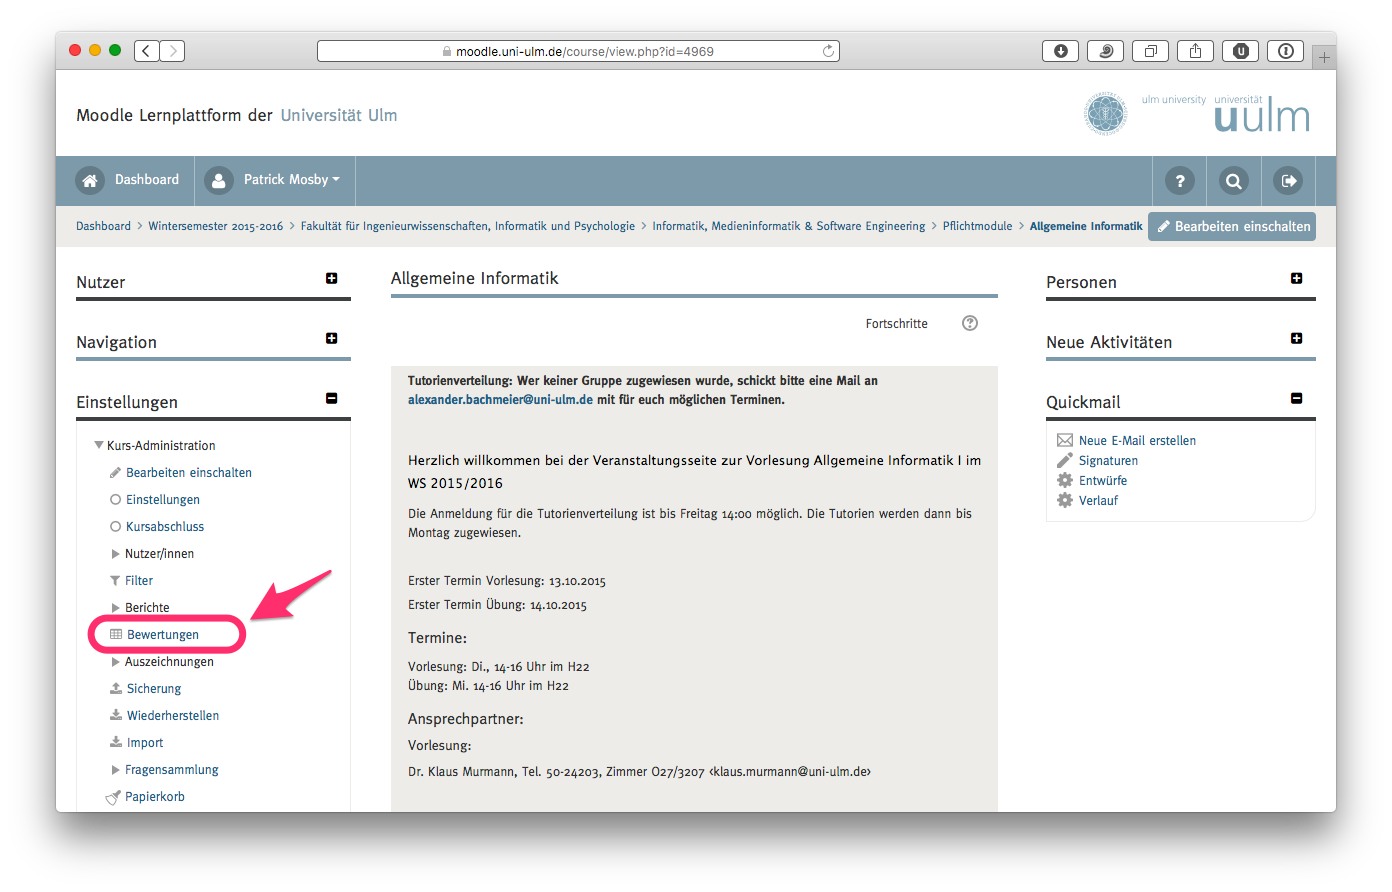 moodle.uni-ulm.de/course/view.php?id=4969
Moodle Lernplattform der Universität Ulm
ulm university universität
uulm
Dashboard
Patrick Mosby
?
Dashboard > Wintersemester 2015-2016 > Fakultät für Ingenieurwissenschaften, Informatik und Psychologie > Informatik, Medieninformatik & Software Engineering > Pflichtmodule > Allgemeine Informatik
Bearbeiten einschalten
Nutzer
Navigation
Einstellungen
Kurs-Administration
Bearbeiten einschalten
Einstellungen
Kursabschluss
Nutzer/innen
Filter
Berichte
Bewertungen
Auszeichnungen
Sicherung
Wiederherstellen
Import
Fragensammlung
Papierkorb
Allgemeine Informatik
Fortschritte
?
Tutorienverteilung: Wer keiner Gruppe zugewiesen wurde, schickt bitte eine Mail an
alexander.bachmeier@uni-ulm.de mit für euch möglichen Terminen.
Herzlich willkommen bei der Veranstaltungsseite zur Vorlesung Allgemeine Informatik I im
WS 2015/2016
Die Anmeldung für die Tutorienverteilung ist bis Freitag 14:00 möglich. Die Tutorien werden dann bis
Montag zugewiesen.
Erster Termin Vorlesung: 13.10.2015
Erster Termin Übung: 14.10.2015
Termine:
Vorlesung: Di., 14-16 Uhr im H22
Übung: Mi. 14-16 Uhr im H22
Ansprechpartner:
Vorlesung:
Dr. Klaus Murmann, Tel. 50-24203, Zimmer O27/3207 <klaus.murmann@uni-ulm.de>
Personen
Neue Aktivitäten
Quickmail
Neue E-Mail erstellen
Signaturen
Entwürfe
Verlauf